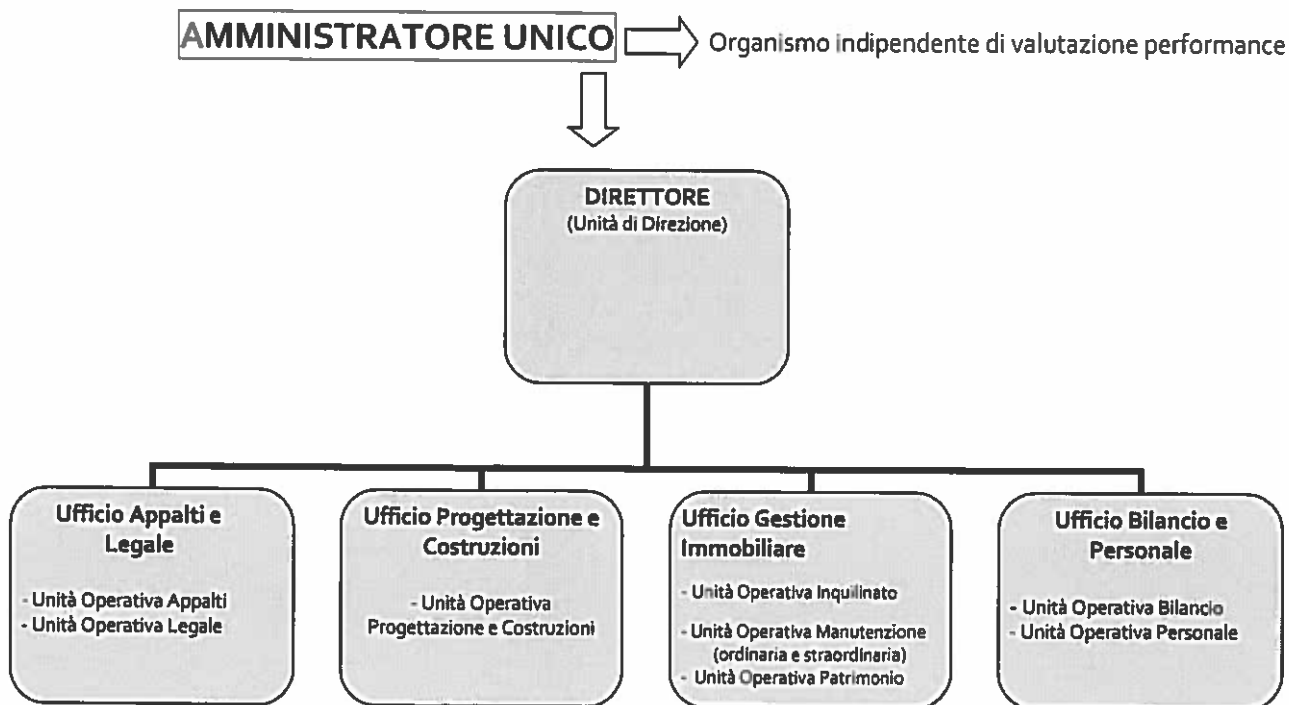 AMMINISTRATORE UNICO
Organismo indipendente di valutazione performance
DIRETTORE
(Unità di Direzione)
Ufficio Appalti e
Legale
- Unità Operativa Appalti
- Unità Operativa Legale
Ufficio Progettazione e
Costruzioni
- Unità Operativa
Progettazione e Costruzioni
Ufficio Gestione
Immobiliare
- Unità Operativa Inquilinato
- Unità Operativa Manutenzione
(ordinaria e straordinaria)
- Unità Operativa Patrimonio
Ufficio Bilancio e
Personale
- Unità Operativa Bilancio
- Unità Operativa Personale